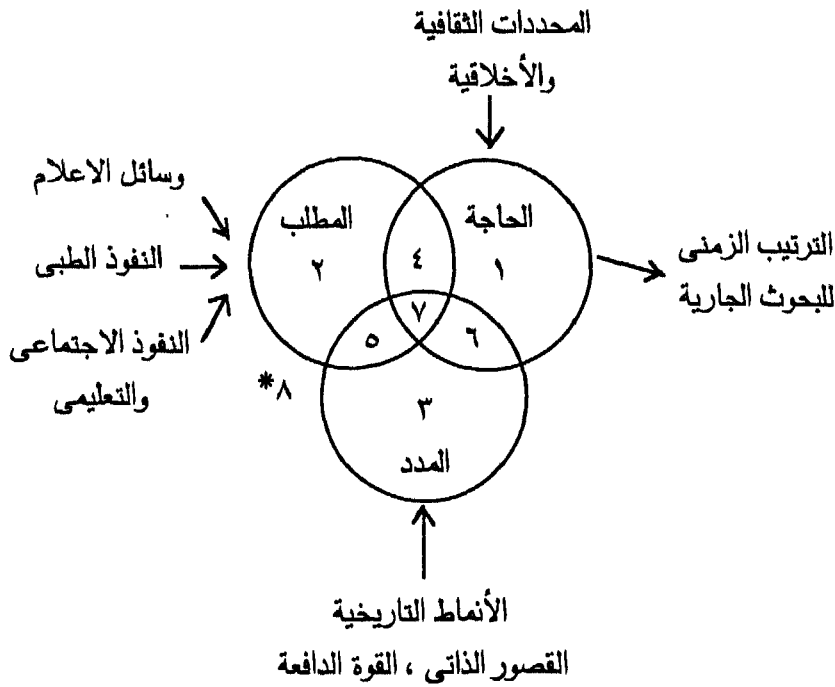 المحددات الثقافية
والأخلاقية
وسائل الاعلام
النفوذ الطبى
النفوذ الاجتماعى
والتعليمى
المطلب
٢
٤
الحاجة
١
٧
٥
٦
٣
المدد
*٨
الترتيب الزمنى
للبحوث الجارية
الأنماط التاريخية
القصور الذاتى ، القوة الدافعة